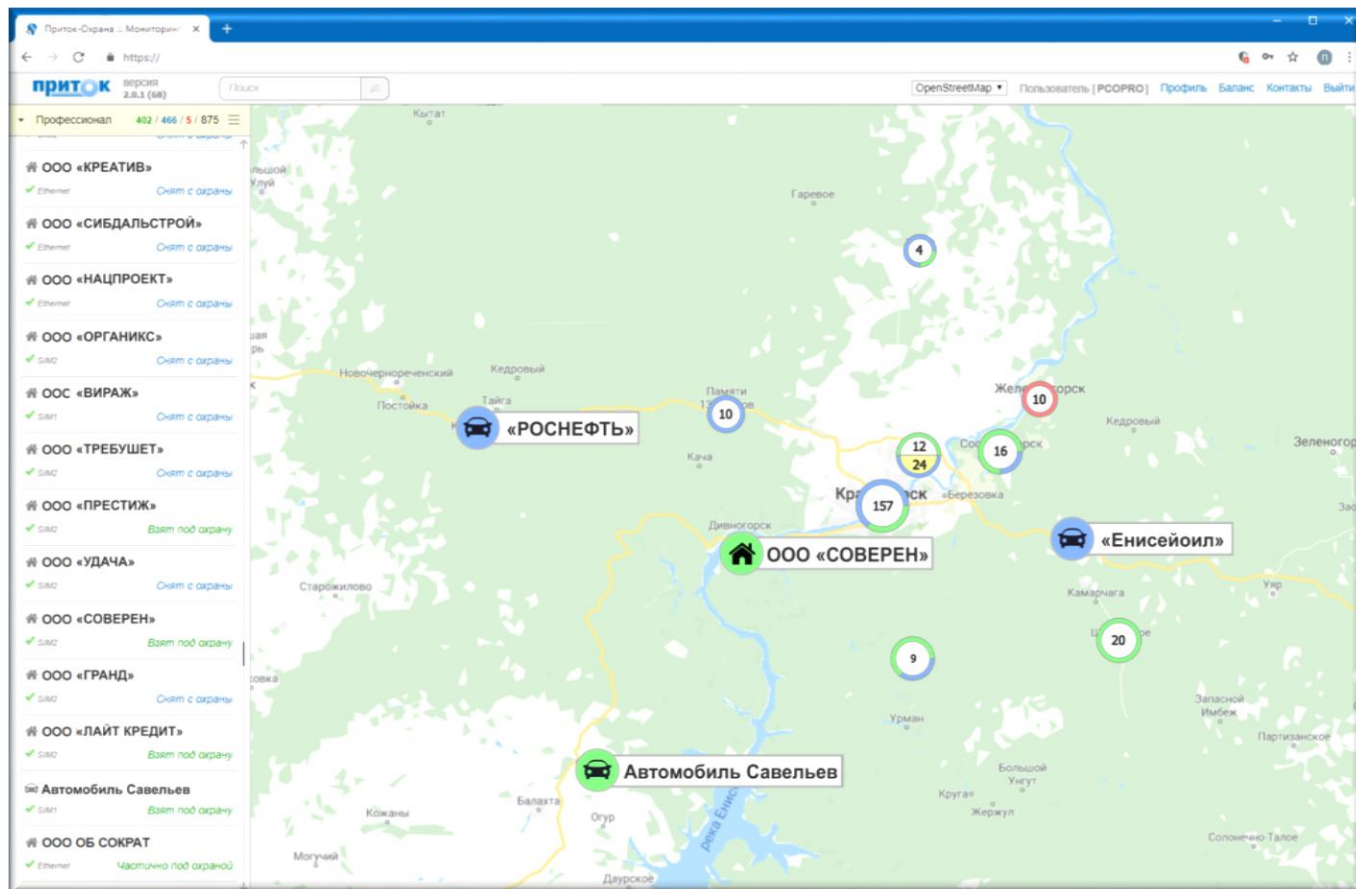 Приток-Охрана :: Мониторинг
https://
приток
версия
2.0.1 (68)
Поиск
OpenStreetMap
Пользователь [PCOPRO]
Профиль
Баланс
Контакты
Выйти
Профессионал
402 / 466 / 5 / 875
ООО «КРЕАТИВ»
Ethernet
Снят с охраны
ООО «СИБДАЛЬСТРОЙ»
Ethernet
Снят с охраны
ООО «НАЦПРОЕКТ»
Ethernet
Снят с охраны
ООО «ОРГАНИКС»
SIM2
Снят с охраны
ООС «ВИРАЖ»
SIM1
Снят с охраны
ООО «ТРЕБУШЕТ»
SIM2
Снят с охраны
ООО «ПРЕСТИЖ»
SIM2
Взят под охрану
ООО «УДАЧА»
SIM2
Снят с охраны
ООО «СОВЕРЕН»
SIM2
Взят под охрану
ООО «ГРАНД»
SIM2
Снят с охраны
ООО «ЛАЙТ КРЕДИТ»
SIM2
Взят под охрану
Автомобиль Савельев
SIM1
Взят под охрану
ООО ОБ СОКРАТ
Ethernet
Частично под охраной
Кытат
Улуй
Гаревое
4
Новочернореченский
Кедровый
Постойка
Тайга
Памяти
10
«РОСНЕФТЬ»
10
Кедровый
Кача
12
24
16
157
Березовка
Дивногорск
«Енисейоил»
ООО «СОВЕРЕН»
Старожилово
Камарчага
Уяр
20
9
Урман
Запасной
Имбеж
Партизанское
Автомобиль Савельев
Большой
Унгут
Круга
Жержул
Балахта
Огур
Кожаны
река Енис
Солонечно-Талое
Могучий
Даурское